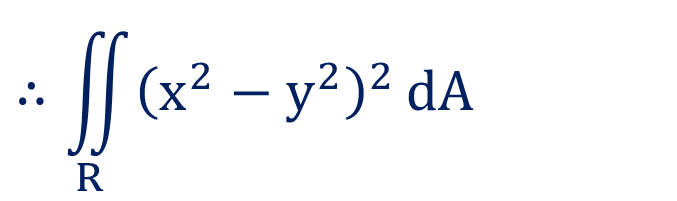 ∴ ∬ (x² − y²)² dA
R